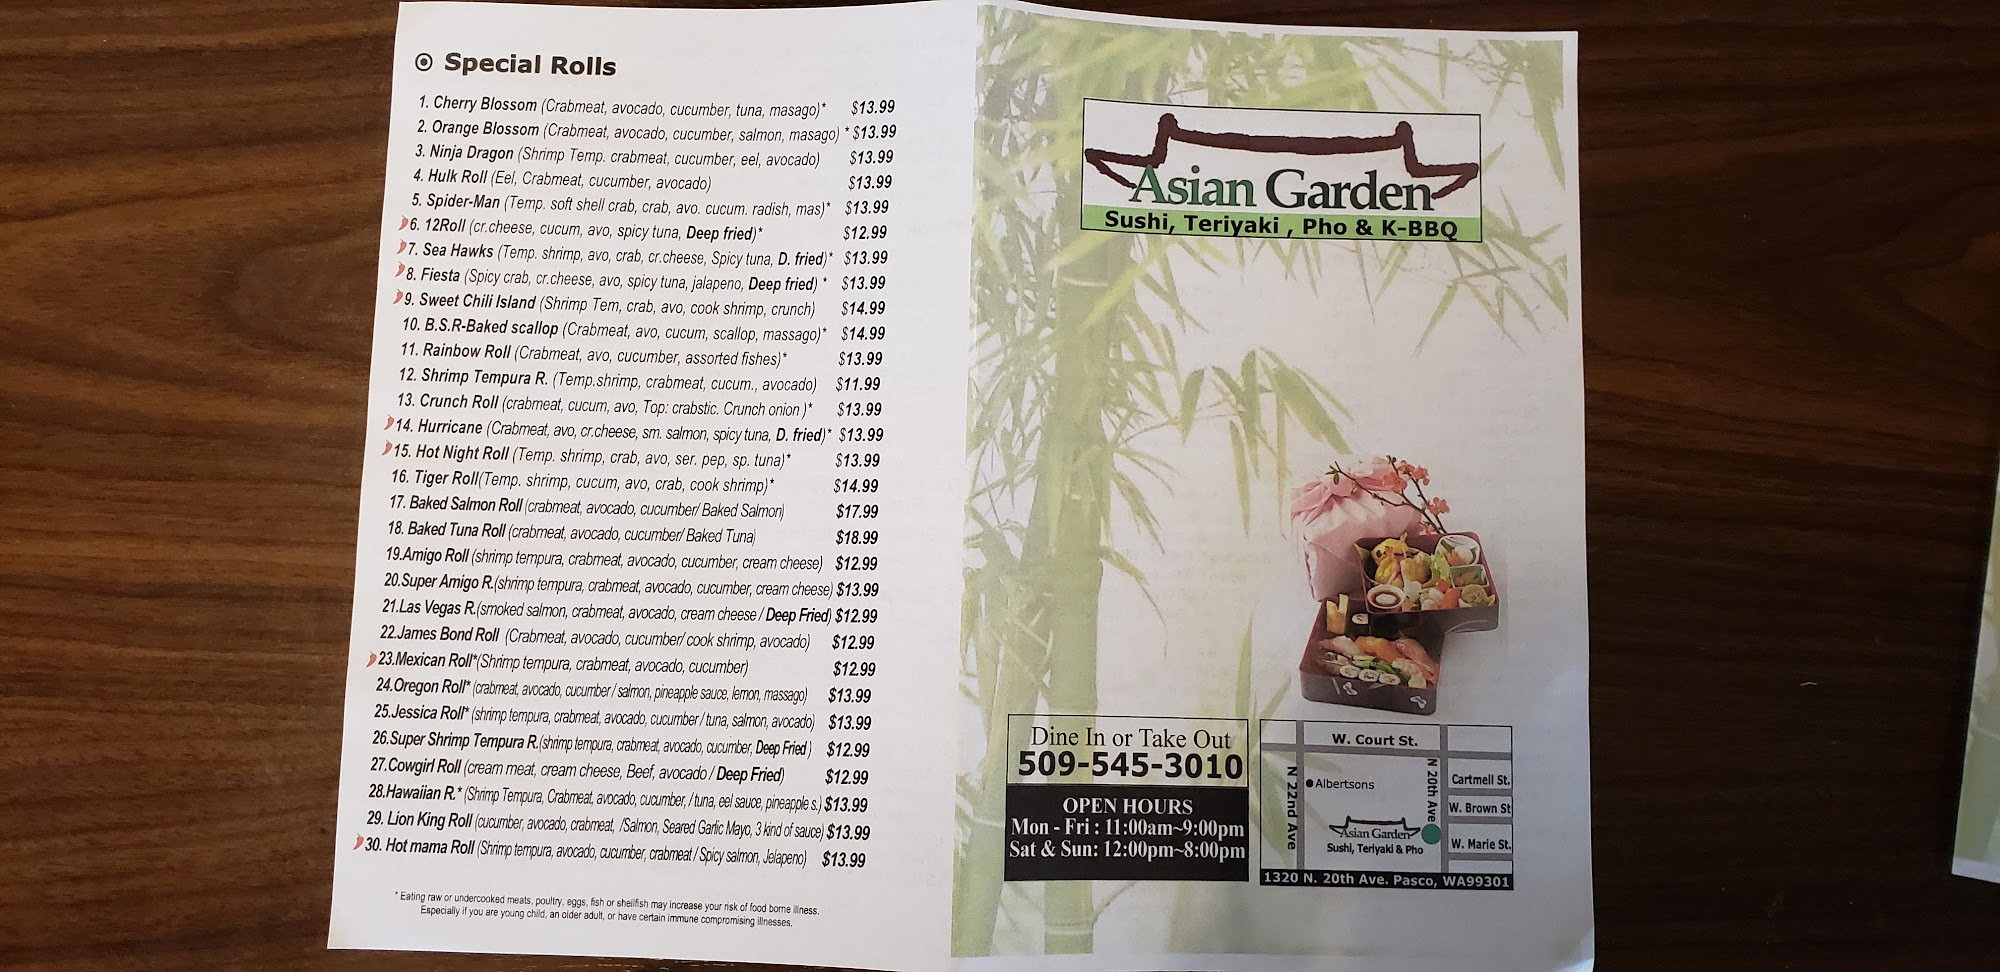 Special Rolls
1. Cherry Blossom (Crabmeat, avocado, cucumber, tuna, masago)* $13.99
2. Orange Blossom (Crabmeat, avocado, cucumber, salmon, masago) * $13.99
3. Ninja Dragon (Shrimp Temp. crabmeat, cucumber, eel, avocado) $13.99
4. Hulk Roll (Eel, Crabmeat, cucumber, avocado) $13.99
5. Spider-Man (Temp. soft shell crab, crab, avo. cucum. radish, mas)* $13.99
6. 12Roll (cr.cheese, cucum, avo, spicy tuna, Deep fried)* $12.99
7. Sea Hawks (Temp. shrimp, avo, crab, cr.cheese, Spicy tuna, D. fried)* $13.99
8. Fiesta (Spicy crab, cr.cheese, avo, spicy tuna, jalapeno, Deep fried) * $13.99
9. Sweet Chili Island (Shrimp Tem, crab, avo, cook shrimp, crunch) $14.99
10. B.S.R-Baked scallop (Crabmeat, avo, cucum, scallop, massago)* $14.99
11. Rainbow Roll (Crabmeat, avo, cucumber, assorted fishes)* $13.99
12. Shrimp Tempura R. (Temp.shrimp, crabmeat, cucum., avocado) $11.99
13. Crunch Roll (crabmeat, cucum, avo, Top: crabstic. Crunch onion )* $13.99
14. Hurricane (Crabmeat, avo, cr.cheese, sm. salmon, spicy tuna, D. fried)* $13.99
15. Hot Night Roll (Temp. shrimp, crab, avo, ser. pep, sp. tuna)* $13.99
16. Tiger Roll(Temp. shrimp, cucum, avo, crab, cook shrimp)* $14.99
17. Baked Salmon Roll (crabmeat, avocado, cucumber/ Baked Salmon) $17.99
18. Baked Tuna Roll (crabmeat, avocado, cucumber/ Baked Tuna) $18.99
19.Amigo Roll (shrimp tempura, crabmeat, avocado, cucumber, cream cheese) $12.99
20.Super Amigo R.(shrimp tempura, crabmeat, avocado, cucumber, cream cheese) $13.99
21.Las Vegas R.(smoked salmon, crabmeat, avocado, cream cheese / Deep Fried) $12.99
22.James Bond Roll (Crabmeat, avocado, cucumber/ cook shrimp, avocado) $12.99
23.Mexican Roll*(Shrimp tempura, crabmeat, avocado, cucumber) $12.99
24.Oregon Roll* (crabmeat, avocado, cucumber / salmon, pineapple sauce, lemon, massago) $13.99
25.Jessica Roll* (shrimp tempura, crabmeat, avocado, cucumber / tuna, salmon, avocado) $13.99
26.Super Shrimp Tempura R.(shrimp tempura, crabmeat, avocado, cucumber, Deep Fried ) $12.99
27.Cowgirl Roll (cream meat, cream cheese, Beef, avocado / Deep Fried) $12.99
28.Hawaiian R.* (Shrimp Tempura, Crabmeat, avocado, cucumber, / tuna, eel sauce, pineapple s.) $13.99
29. Lion King Roll (cucumber, avocado, crabmeat, /Salmon, Seared Garlic Mayo, 3 kind of sauce) $13.99
30. Hot mama Roll (Shrimp tempura, avocado, cucumber, crabmeat / Spicy salmon, Jelapeno) $13.99
* Eating raw or undercooked meats, poultry, eggs, fish or shellfish may increase your risk of food borne illness.
Especially if you are young child, an older adult, or have certain immune compromising illnesses.
Asian Garden
Sushi, Teriyaki , Pho & K-BBQ
Dine In or Take Out
509-545-3010
OPEN HOURS
Mon - Fri : 11:00am~9:00pm
Sat & Sun: 12:00pm~8:00pm
W. Court St.
N 22nd Ave
Albertsons
N 20th Ave
Cartmell St.
W. Brown St
W. Marie St.
Asian Garden
Sushi, Teriyaki & Pho
1320 N. 20th Ave. Pasco, WA99301